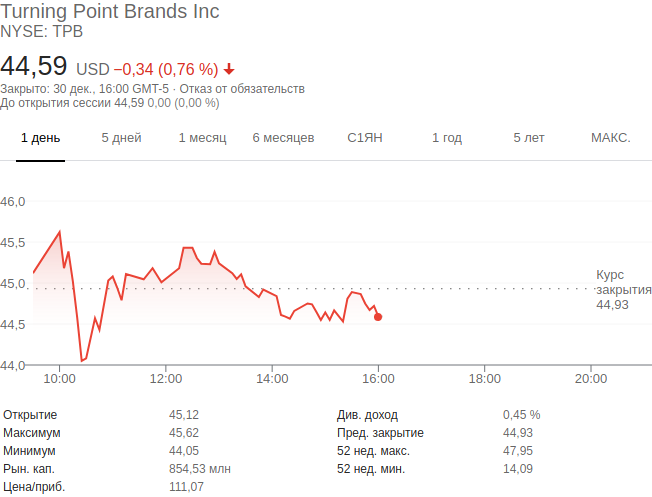 Turning Point Brands Inc
NYSE: TPB
44,59 USD −0,34 (0,76 %)
Закрыто: 30 дек., 16:00 GMT-5 · Отказ от обязательств
До открытия сессии 44,59 0,00 (0,00 %)
1 день 5 дней 1 месяц 6 месяцев С1ЯН 1 год 5 лет МАКС.
46,0
45,5
45,0
44,5
44,0
Курс
закрытия
44,93
10:00 12:00 14:00 16:00 18:00 20:00
Открытие 45,12 Див. доход 0,45 %
Максимум 45,62 Пред. закрытие 44,93
Минимум 44,05 52 нед. макс. 47,95
Рын. кап. 854,53 млн 52 нед. мин. 14,09
Цена/приб. 111,07